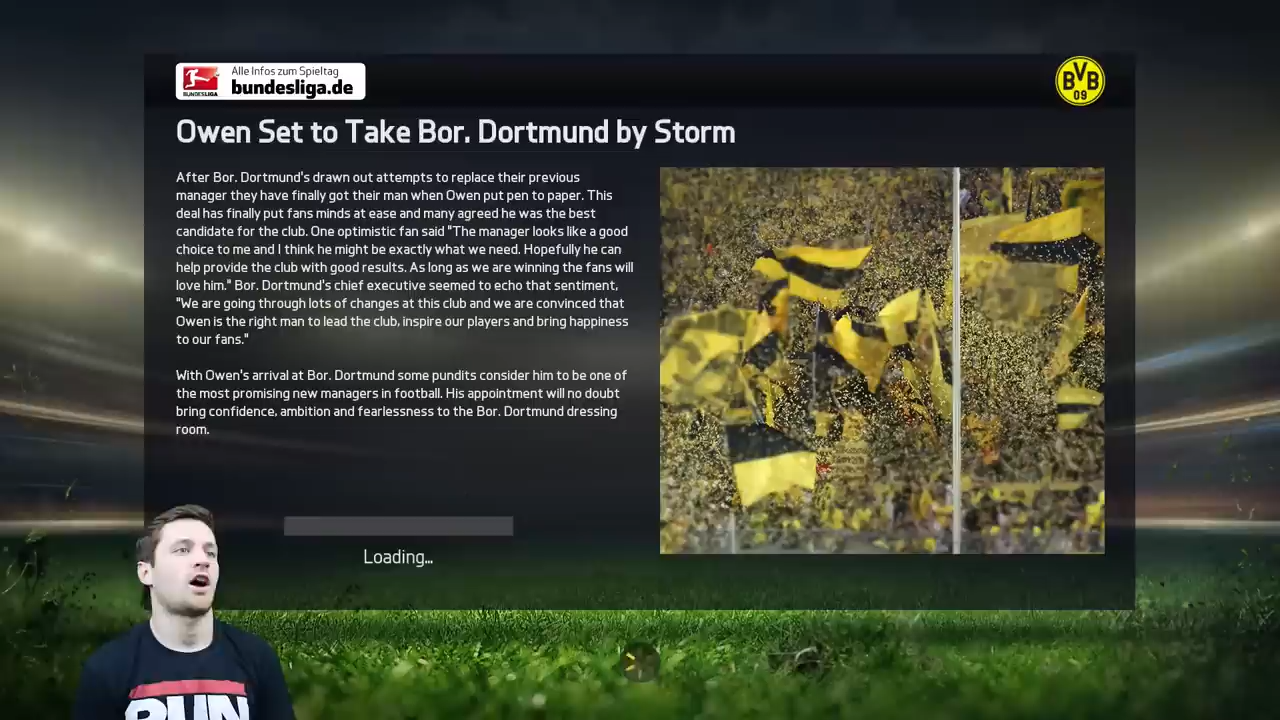 Alle Infos zum Spieltag
BUNDESLIGA
bundesliga.de
BVB
09
Owen Set to Take Bor. Dortmund by Storm
After Bor. Dortmund's drawn out attempts to replace their previous
manager they have finally got their man when Owen put pen to paper. This
deal has finally put fans minds at ease and many agreed he was the best
candidate for the club. One optimistic fan said "The manager looks like a good
choice to me and I think he might be exactly what we need. Hopefully he can
help provide the club with good results. As long as we are winning the fans will
love him." Bor. Dortmund's chief executive seemed to echo that sentiment,
"We are going through lots of changes at this club and we are convinced that
Owen is the right man to lead the club, inspire our players and bring happiness
to our fans."
With Owen's arrival at Bor. Dortmund some pundits consider him to be one of
the most promising new managers in football. His appointment will no doubt
bring confidence, ambition and fearlessness to the Bor. Dortmund dressing
room.
Loading...
RUN